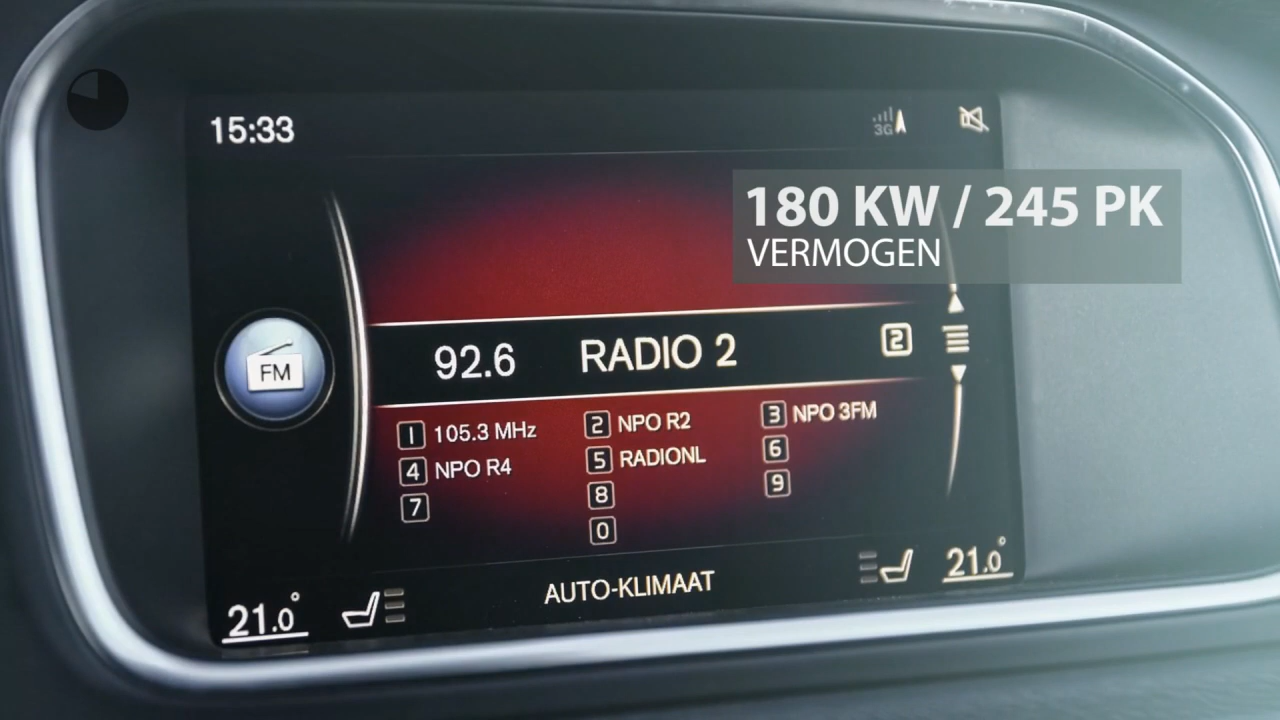 15:33
3G
180 KW / 245 PK
VERMOGEN
FM
92.6 RADIO 2 2
1 105.3 MHz 2 NPO R2 3 NPO 3FM
4 NPO R4 5 RADIONL 6
7 8 9
0
21.0° AUTO-KLIMAAT 21.0°